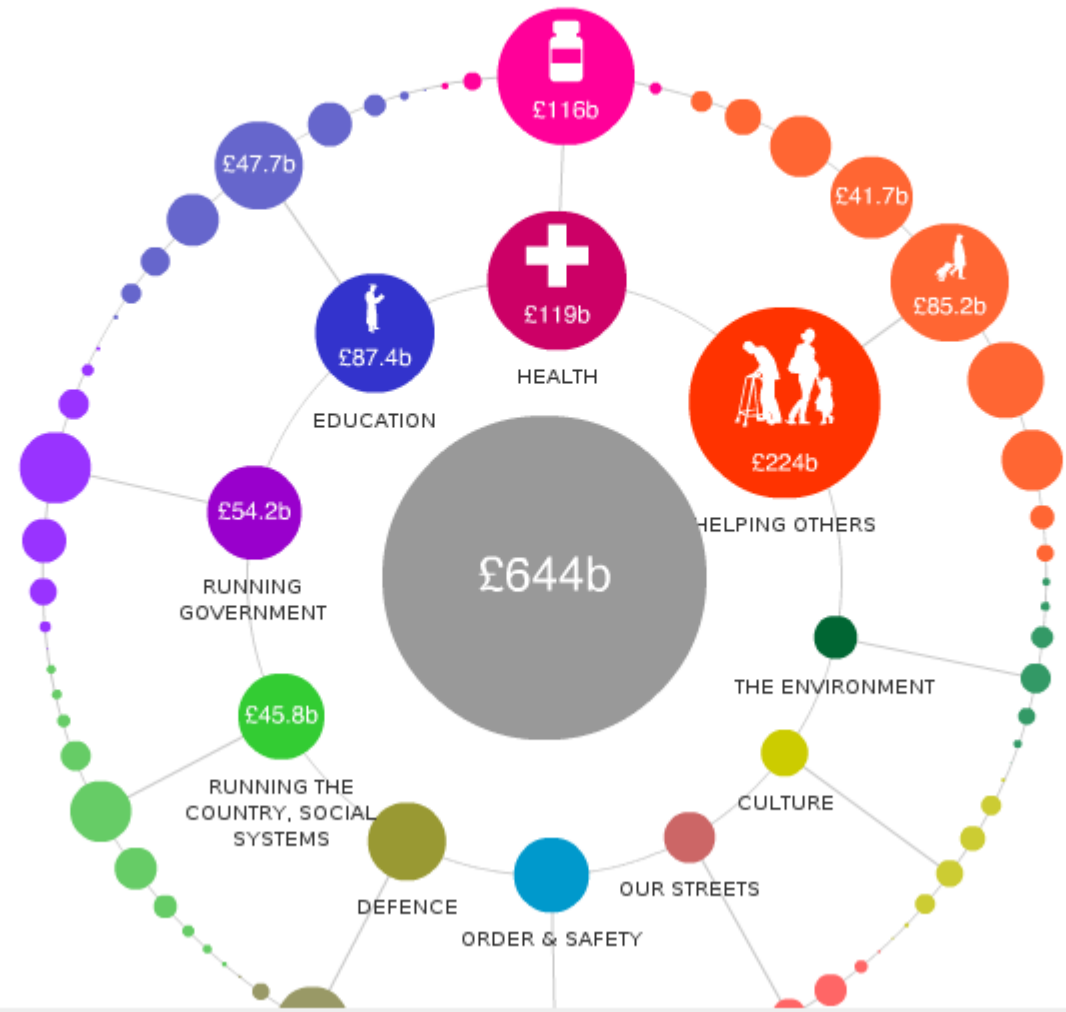 £116b
£47.7b
£41.7b
£85.2b
£119b
HEALTH
£87.4b
EDUCATION
£224b
HELPING OTHERS
£54.2b
RUNNING
GOVERNMENT
£644b
THE ENVIRONMENT
£45.8b
RUNNING THE
COUNTRY, SOCIAL
SYSTEMS
CULTURE
OUR STREETS
DEFENCE
ORDER & SAFETY